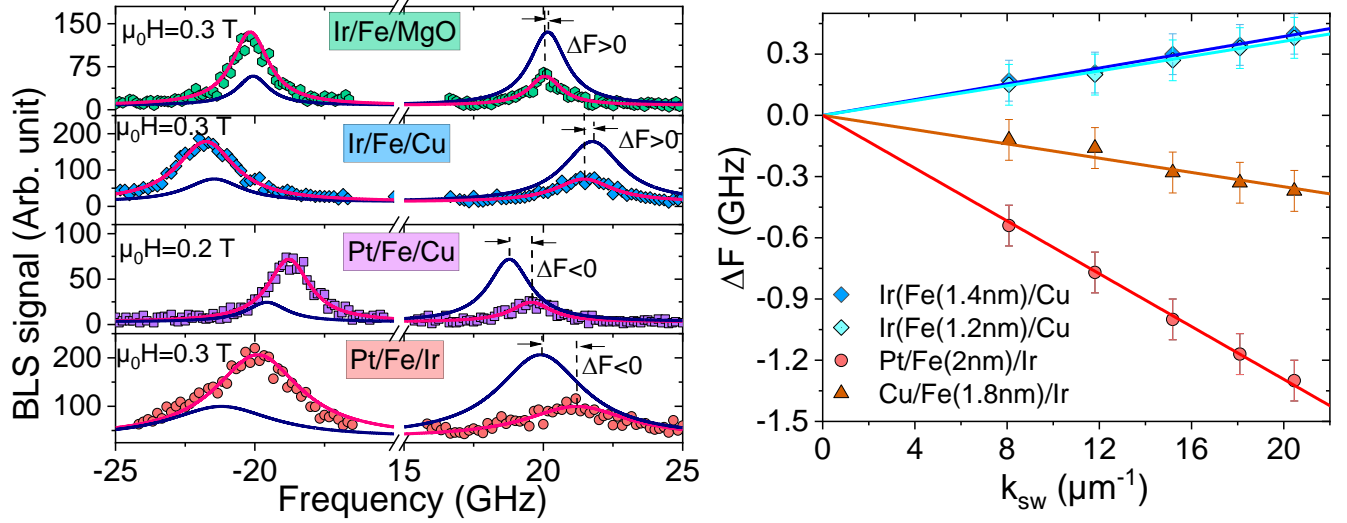 BLS signal (Arb. unit)
150
75
0
μ₀H=0.3 T
Ir/Fe/MgO
ΔF>0
200
100
0
μ₀H=0.3 T
Ir/Fe/Cu
ΔF>0
100
50
0
μ₀H=0.2 T
Pt/Fe/Cu
ΔF<0
200
100
μ₀H=0.3 T
Pt/Fe/Ir
ΔF<0
-25 -20 15 20 25
Frequency (GHz)
ΔF (GHz)
0.3
0.0
-0.3
-0.6
-0.9
-1.2
-1.5
Ir(Fe(1.4nm)/Cu
Ir(Fe(1.2nm)/Cu
Pt/Fe(2nm)/Ir
Cu/Fe(1.8nm)/Ir
0 4 8 12 16 20
k_sw (μm⁻¹)